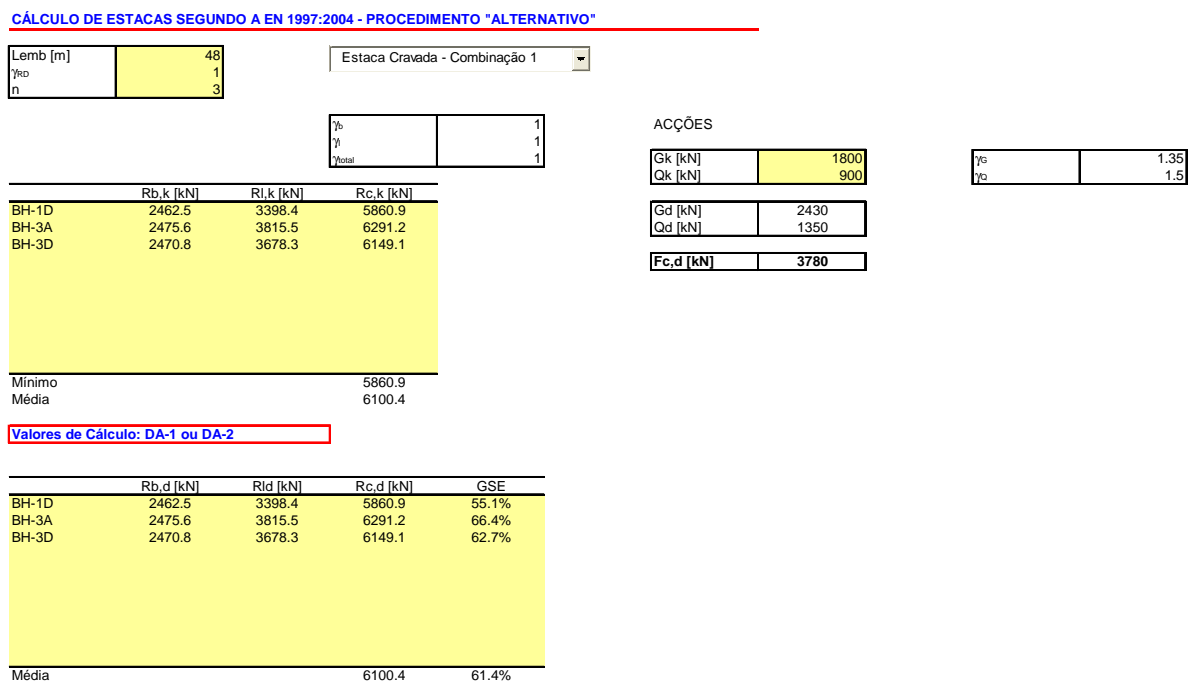 CÁLCULO DE ESTACAS SEGUNDO A EN 1997:2004 - PROCEDIMENTO "ALTERNATIVO"
Lemb [m] 48
γRD 1
n 3
Estaca Cravada - Combinação 1
γb 1
γl 1
γtotal 1
ACÇÕES
Gk [kN] 1800
Qk [kN] 900
γG 1.35
γQ 1.5
Gd [kN] 2430
Qd [kN] 1350
Fc,d [kN] 3780
Rb,k [kN] Rl,k [kN] Rc,k [kN]
BH-1D 2462.5 3398.4 5860.9
BH-3A 2475.6 3815.5 6291.2
BH-3D 2470.8 3678.3 6149.1
Mínimo 5860.9
Média 6100.4
Valores de Cálculo: DA-1 ou DA-2
Rb,d [kN] Rld [kN] Rc,d [kN] GSE
BH-1D 2462.5 3398.4 5860.9 55.1%
BH-3A 2475.6 3815.5 6291.2 66.4%
BH-3D 2470.8 3678.3 6149.1 62.7%
Média 6100.4 61.4%